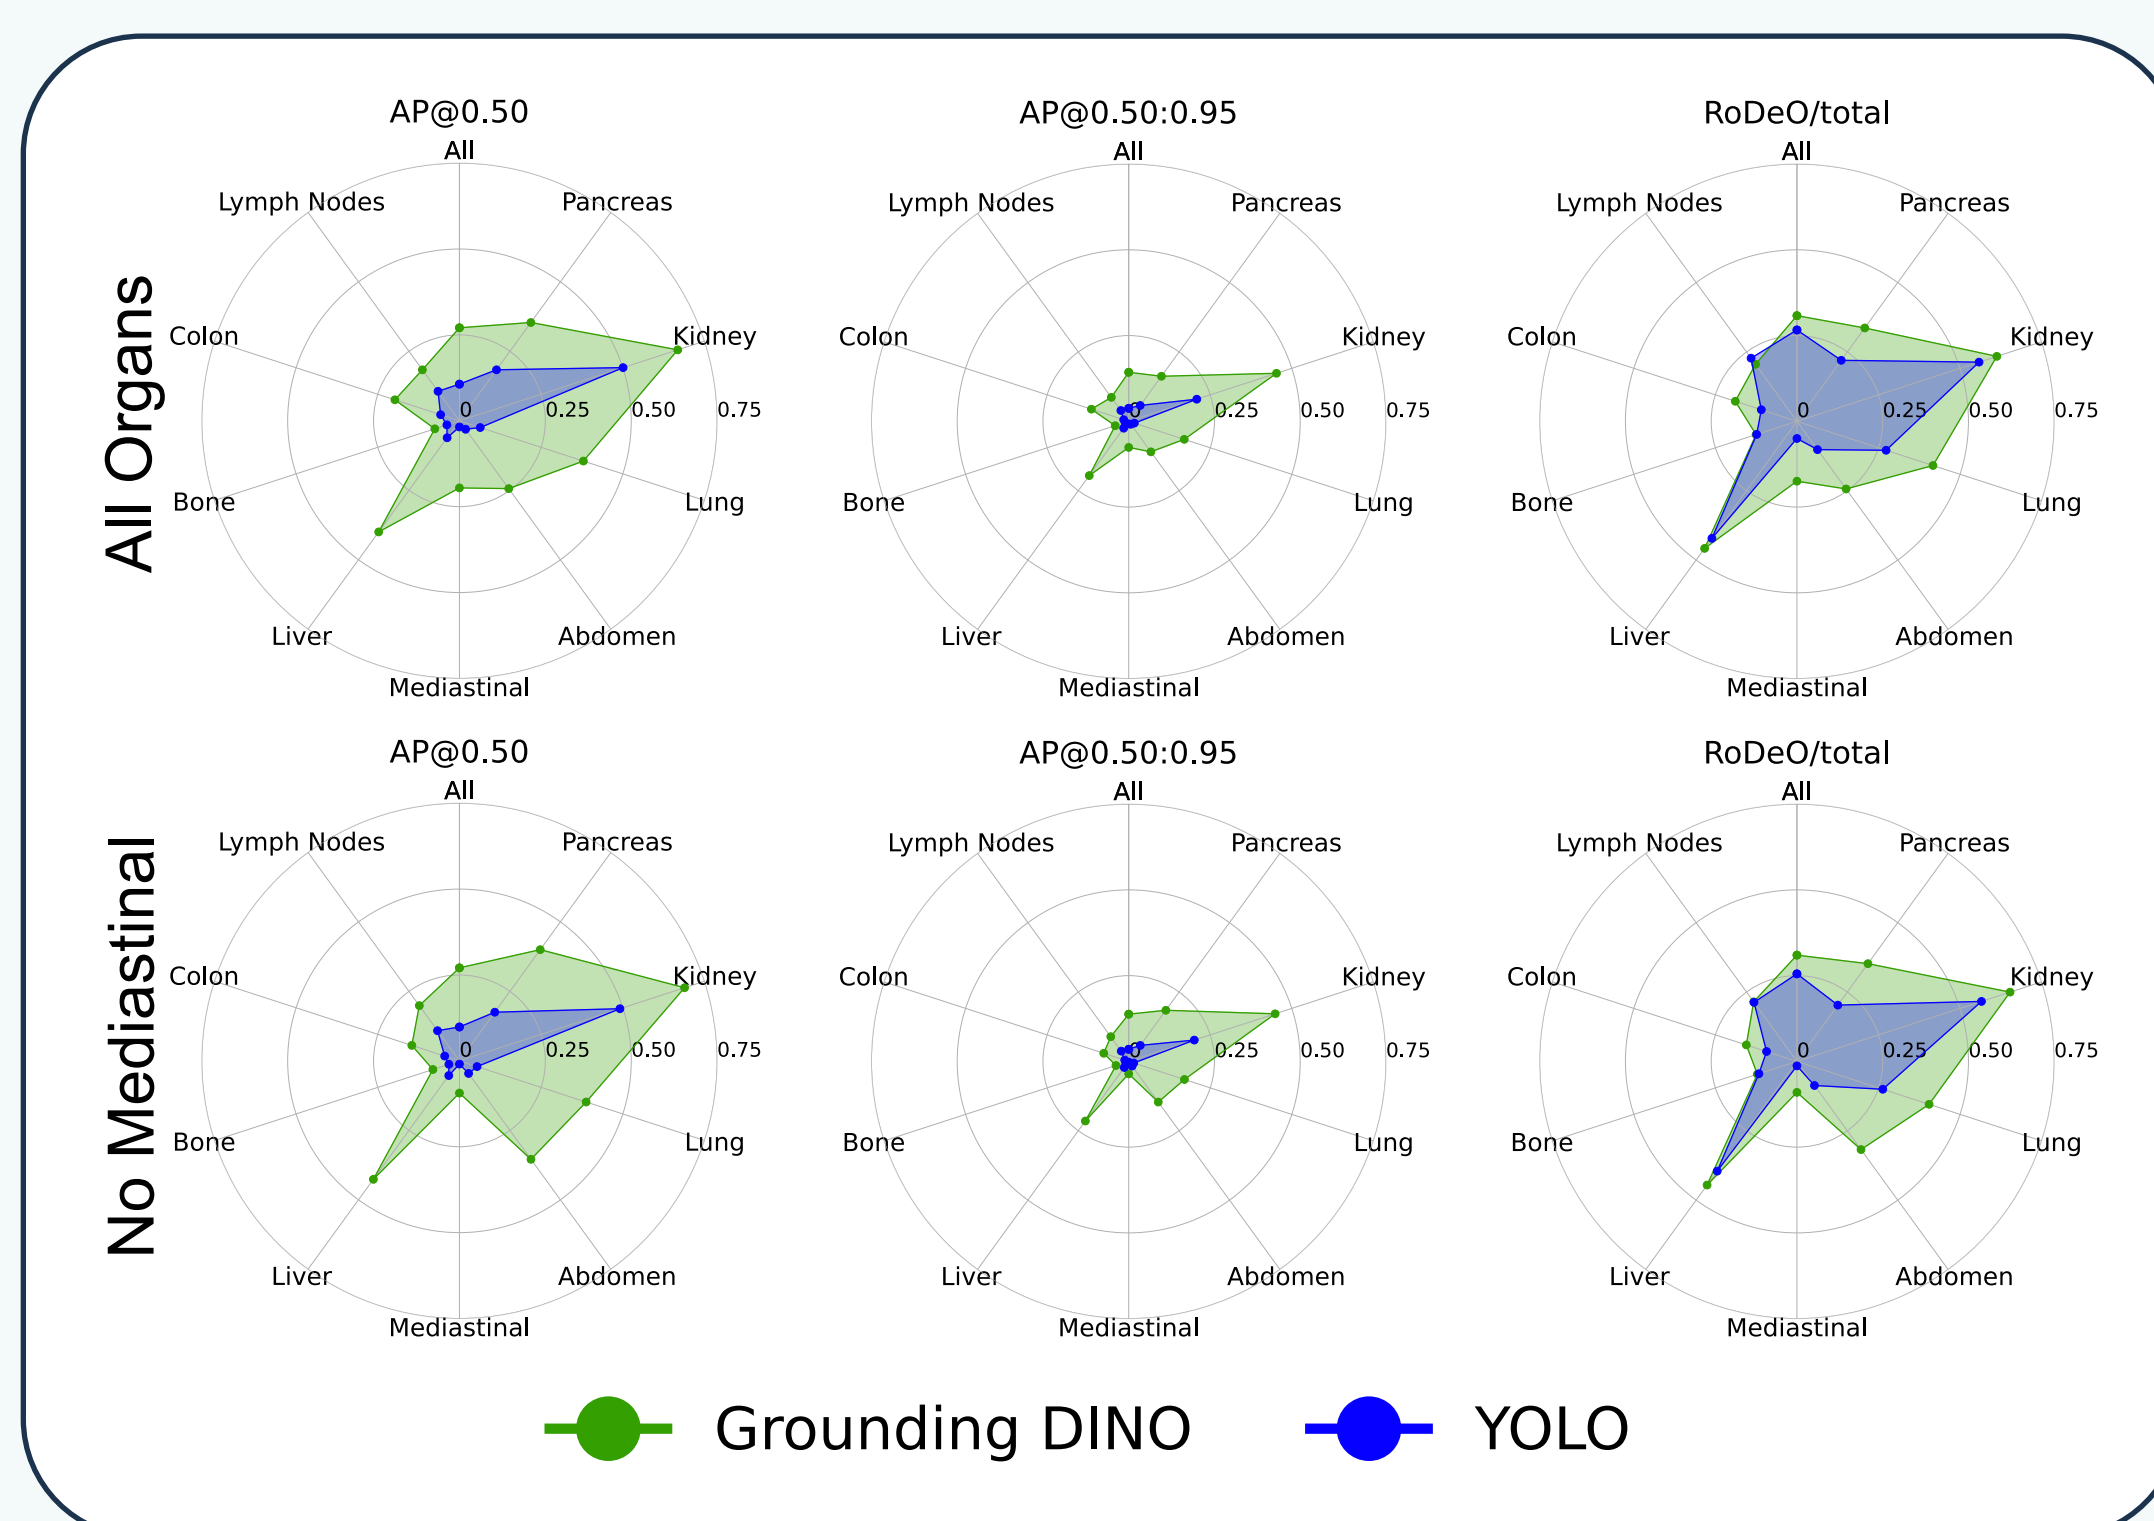 All Organs
AP@0.50
All
Lymph Nodes
Pancreas
Colon
Kidney
0
0.25
0.50
0.75
Bone
Lung
Liver
Abdomen
Mediastinal
AP@0.50:0.95
All
Lymph Nodes
Pancreas
Colon
Kidney
0
0.25
0.50
0.75
Bone
Lung
Liver
Abdomen
Mediastinal
RoDeO/total
All
Lymph Nodes
Pancreas
Colon
Kidney
0
0.25
0.50
0.75
Bone
Lung
Liver
Abdomen
Mediastinal
No Mediastinal
AP@0.50
All
Lymph Nodes
Pancreas
Colon
Kidney
0
0.25
0.50
0.75
Bone
Lung
Liver
Abdomen
Mediastinal
AP@0.50:0.95
All
Lymph Nodes
Pancreas
Colon
Kidney
0
0.25
0.50
0.75
Bone
Lung
Liver
Abdomen
Mediastinal
RoDeO/total
All
Lymph Nodes
Pancreas
Colon
Kidney
0
0.25
0.50
0.75
Bone
Lung
Liver
Abdomen
Mediastinal
Grounding DINO
YOLO